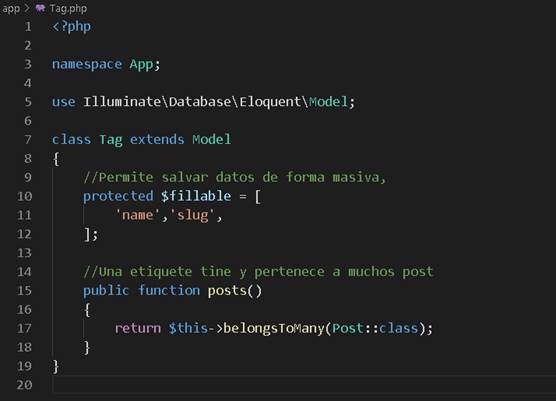 app > Tag.php
1 <?php
2
3 namespace App;
4
5 use Illuminate\Database\Eloquent\Model;
6
7 class Tag extends Model
8 {
9 //Permite salvar datos de forma masiva,
10 protected $fillable = [
11 'name','slug',
12 ];
13
14 //Una etiquete tine y pertenece a muchos post
15 public function posts()
16 {
17 return $this->belongsToMany(Post::class);
18 }
19 }
20